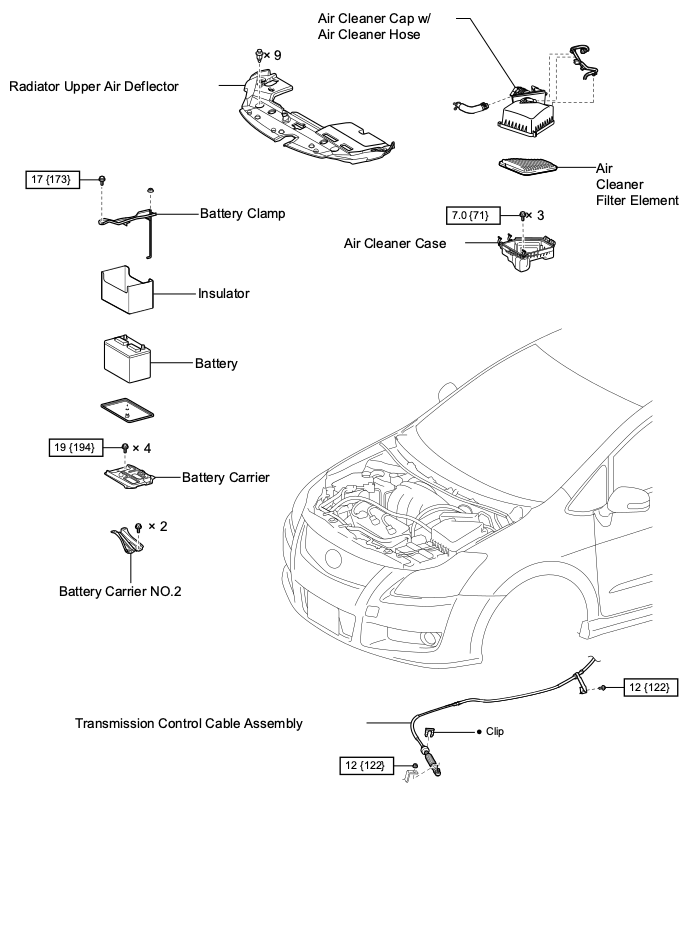 Air Cleaner Cap w/
Air Cleaner Hose
× 9
Radiator Upper Air Deflector
Air
Cleaner
Filter Element
17 {173}
Battery Clamp
7.0 {71}
× 3
Air Cleaner Case
Insulator
Battery
19 {194}
× 4
Battery Carrier
× 2
Battery Carrier NO.2
12 {122}
Transmission Control Cable Assembly
● Clip
12 {122}